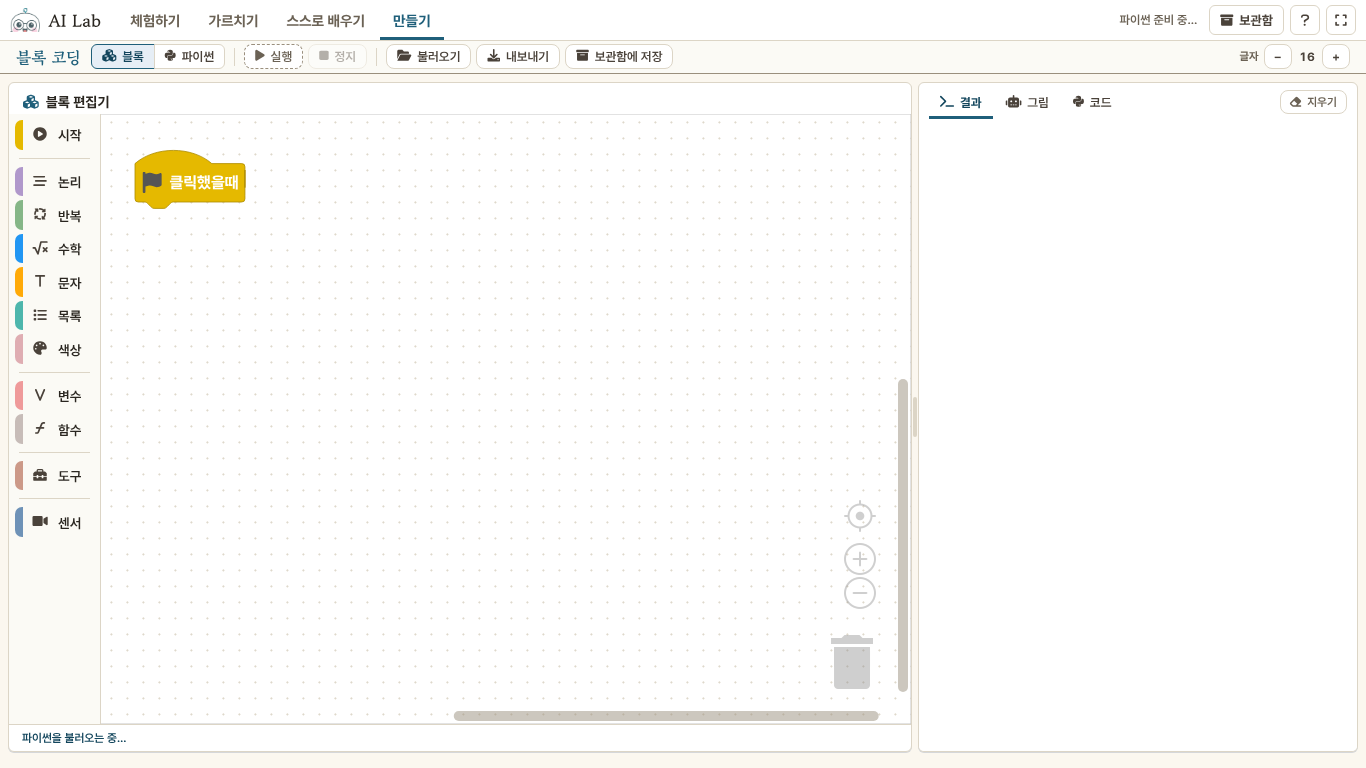 AI Lab
체험하기
가르치기
스스로 배우기
만들기
파이썬 준비 중...
보관함
?
블록 코딩
블록
파이썬
실행
정지
불러오기
내보내기
보관함에 저장
글자
−
16
+
블록 편집기
시작
논리
반복
수학
문자
목록
색상
변수
함수
도구
센서
클릭했을때
결과
그림
코드
지우기
파이썬을 불러오는 중...